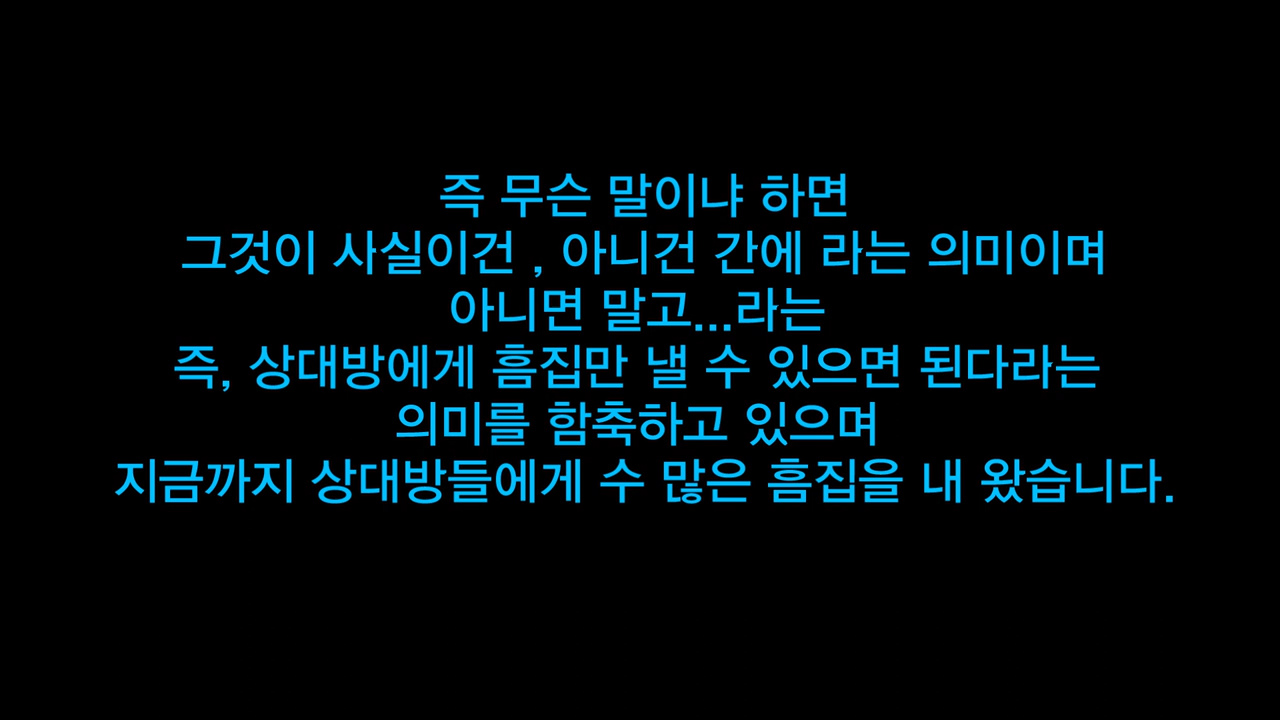 즉 무슨 말이냐 하면
그것이 사실이건 , 아니건 간에 라는 의미이며
아니면 말고...라는
즉, 상대방에게 흠집만 낼 수 있으면 된다라는
의미를 함축하고 있으며
지금까지 상대방들에게 수 많은 흠집을 내 왔습니다.